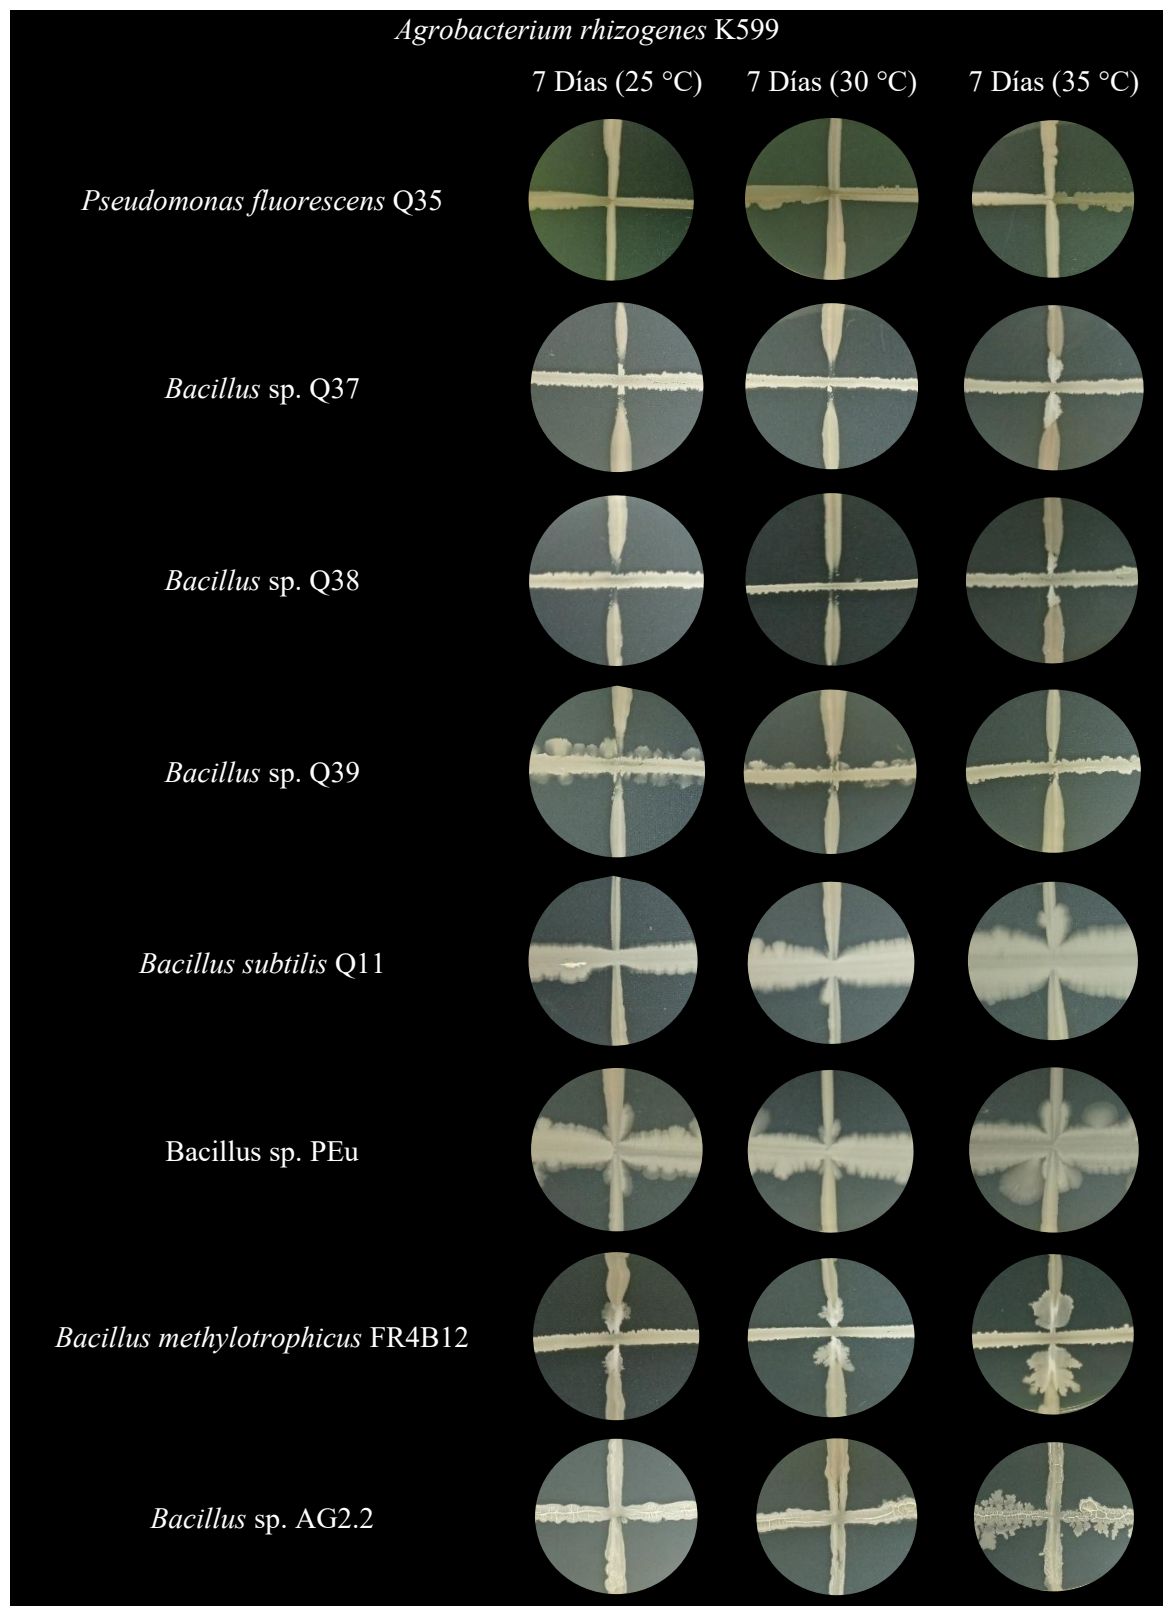 Agrobacterium rhizogenes K599
7 Días (25 °C) 7 Días (30 °C) 7 Días (35 °C)
Pseudomonas fluorescens Q35
Bacillus sp. Q37
Bacillus sp. Q38
Bacillus sp. Q39
Bacillus subtilis Q11
Bacillus sp. PEu
Bacillus methylotrophicus FR4B12
Bacillus sp. AG2.2